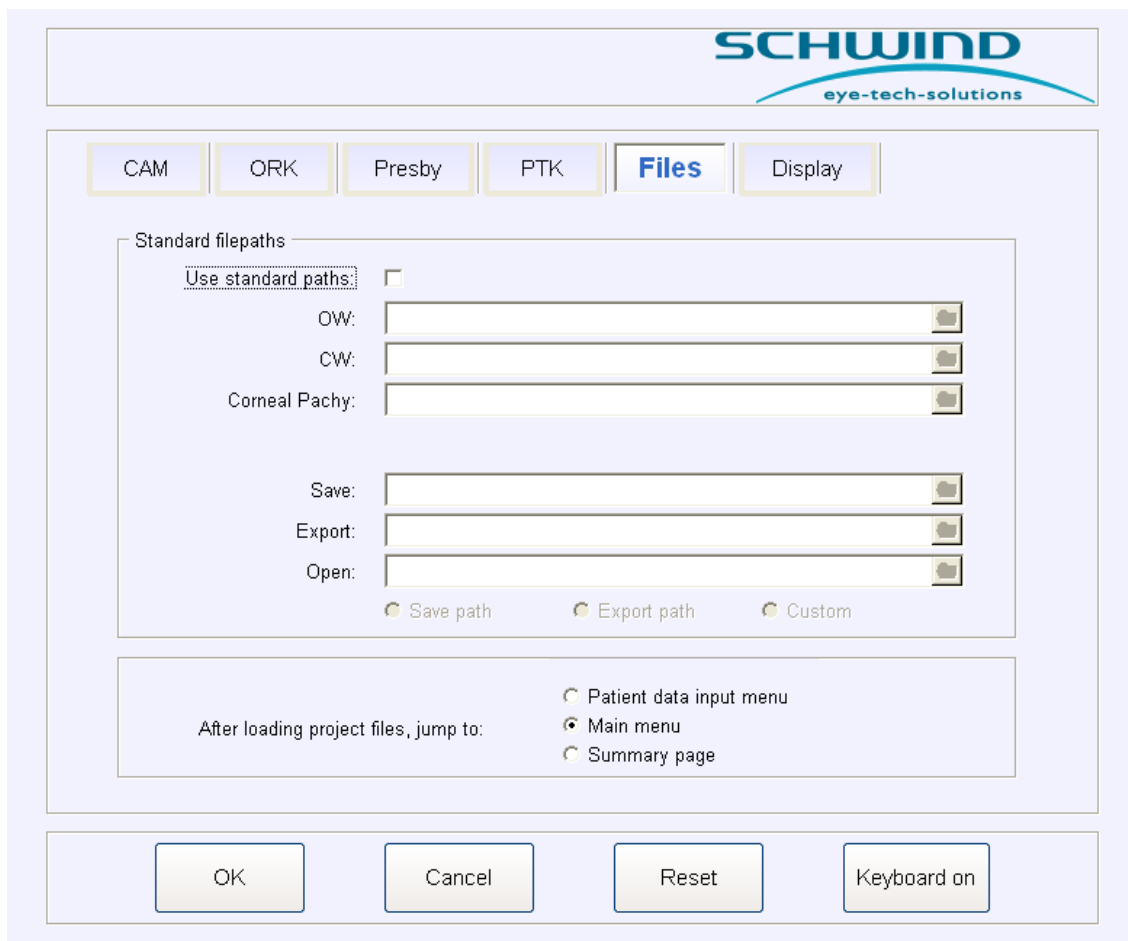 SCHWIND
eye-tech-solutions
CAM ORK Presby PTK Files Display
Standard filepaths
Use standard paths:
OW:
CW:
Corneal Pachy:
Save:
Export:
Open:
Save path Export path Custom
Patient data input menu
After loading project files, jump to: Main menu
Summary page
OK Cancel Reset Keyboard on